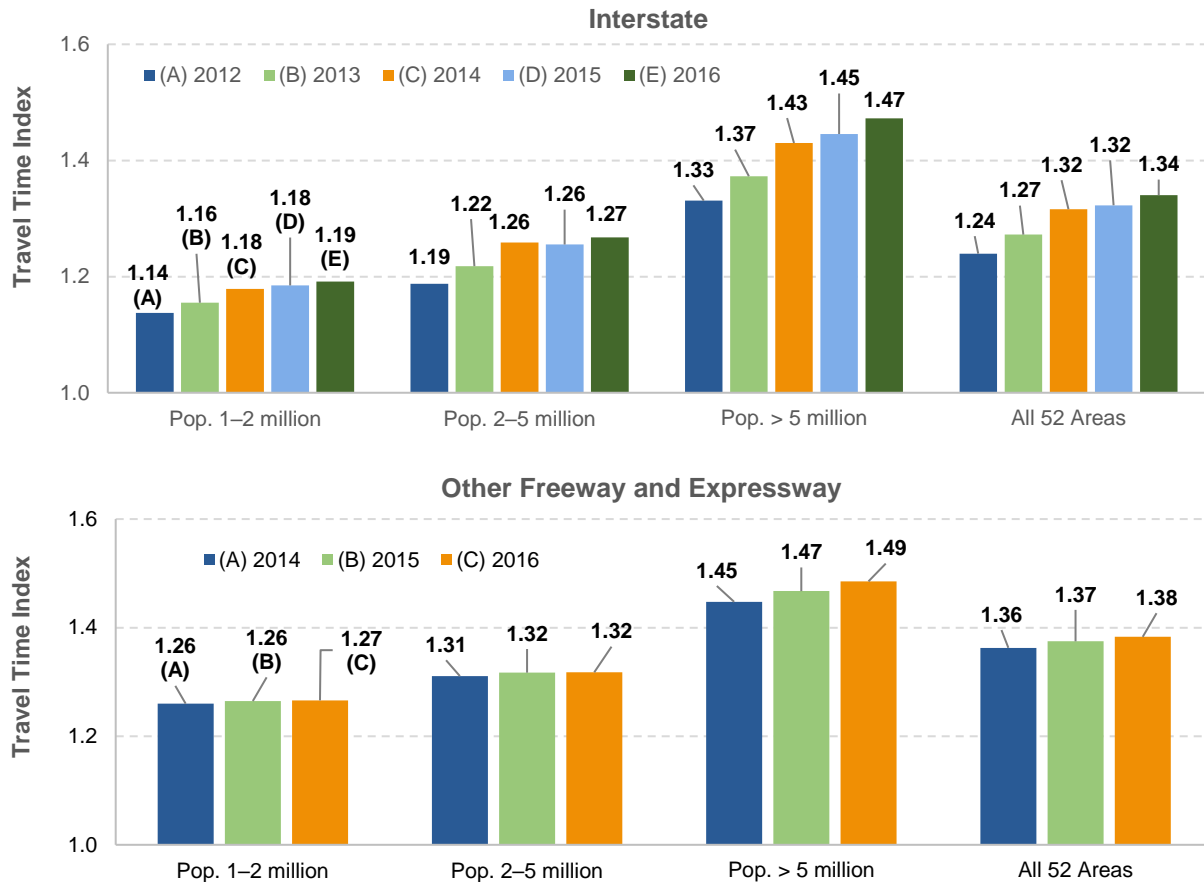 Interstate
Travel Time Index
1.6
1.4
1.2
1.0
(A) 2012 (B) 2013 (C) 2014 (D) 2015 (E) 2016
1.14
(A)
1.16
(B)
1.18
(C)
1.18
(D)
1.19
(E)
1.19
1.22
1.26
1.26
1.27
1.33
1.37
1.43
1.45
1.47
1.24
1.27
1.32
1.32
1.34
Pop. 1–2 million Pop. 2–5 million Pop. > 5 million All 52 Areas
Other Freeway and Expressway
Travel Time Index
1.6
1.4
1.2
1.0
(A) 2014 (B) 2015 (C) 2016
1.26
(A)
1.26
(B)
1.27
(C)
1.31
1.32
1.32
1.45
1.47
1.49
1.36
1.37
1.38
Pop. 1–2 million Pop. 2–5 million Pop. > 5 million All 52 Areas